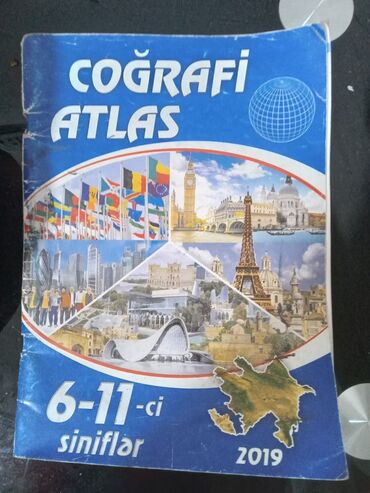 COĞRAFİ
ATLAS
6-11-ci
siniflər
2019